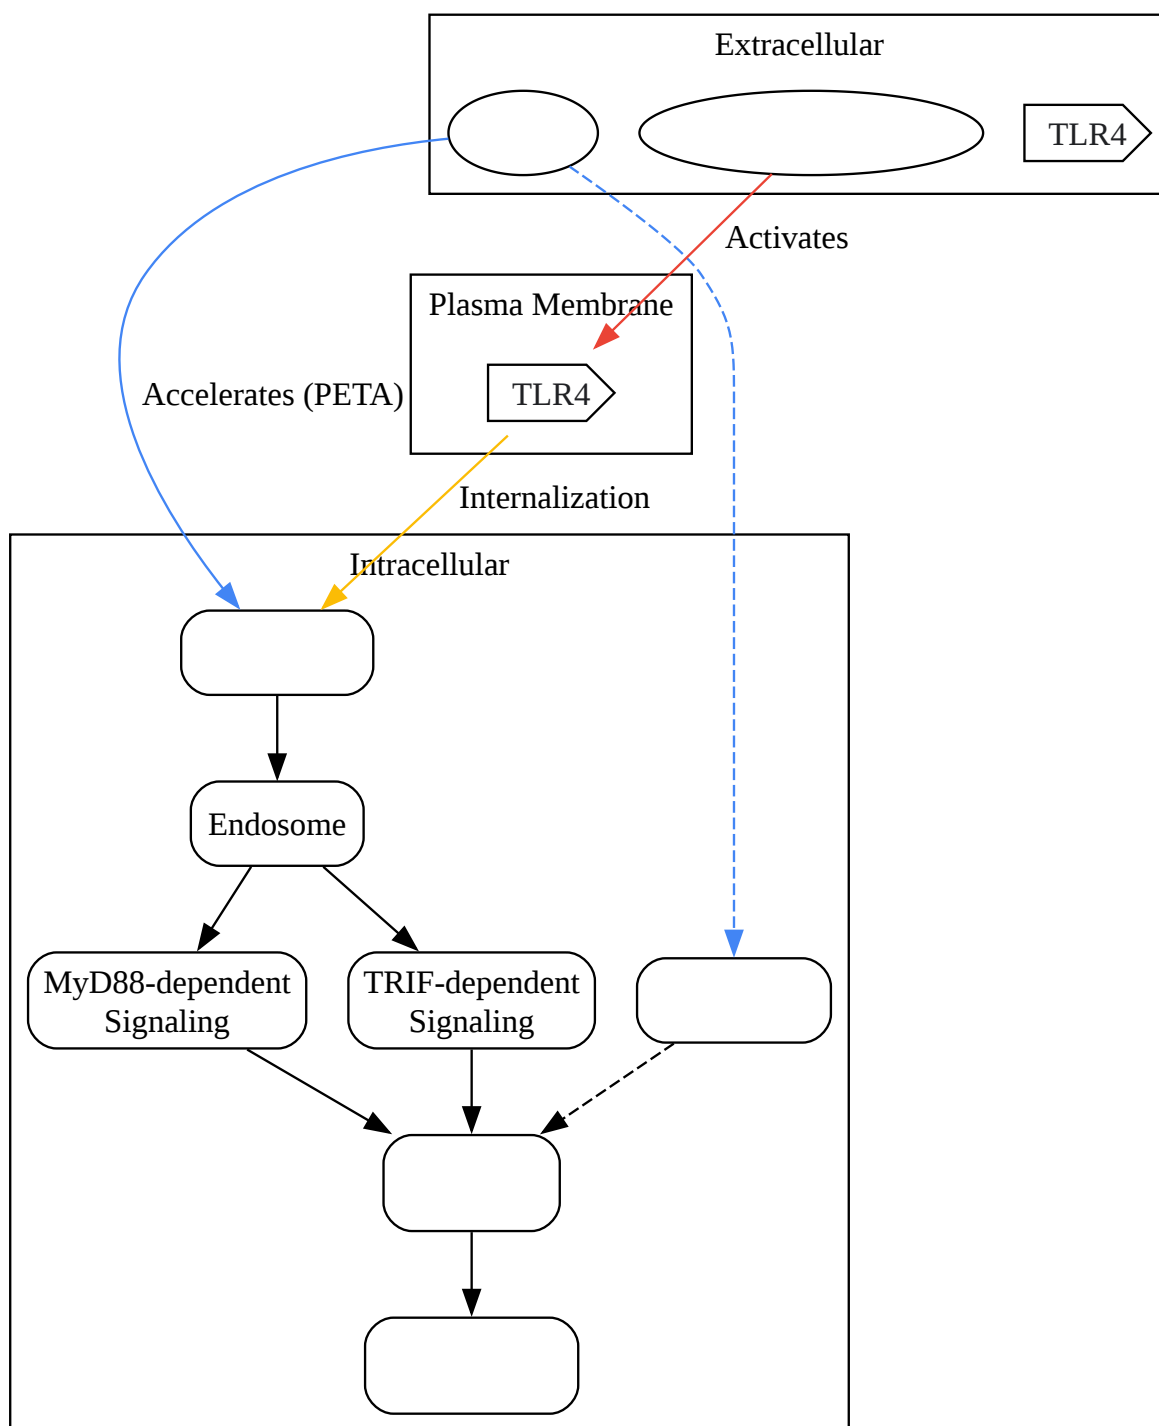 Extracellular
TLR4
Activates
Plasma Membrane
TLR4
Accelerates (PETA)
Internalization
Intracellular
Endosome
MyD88-dependent
Signaling
TRIF-dependent
Signaling